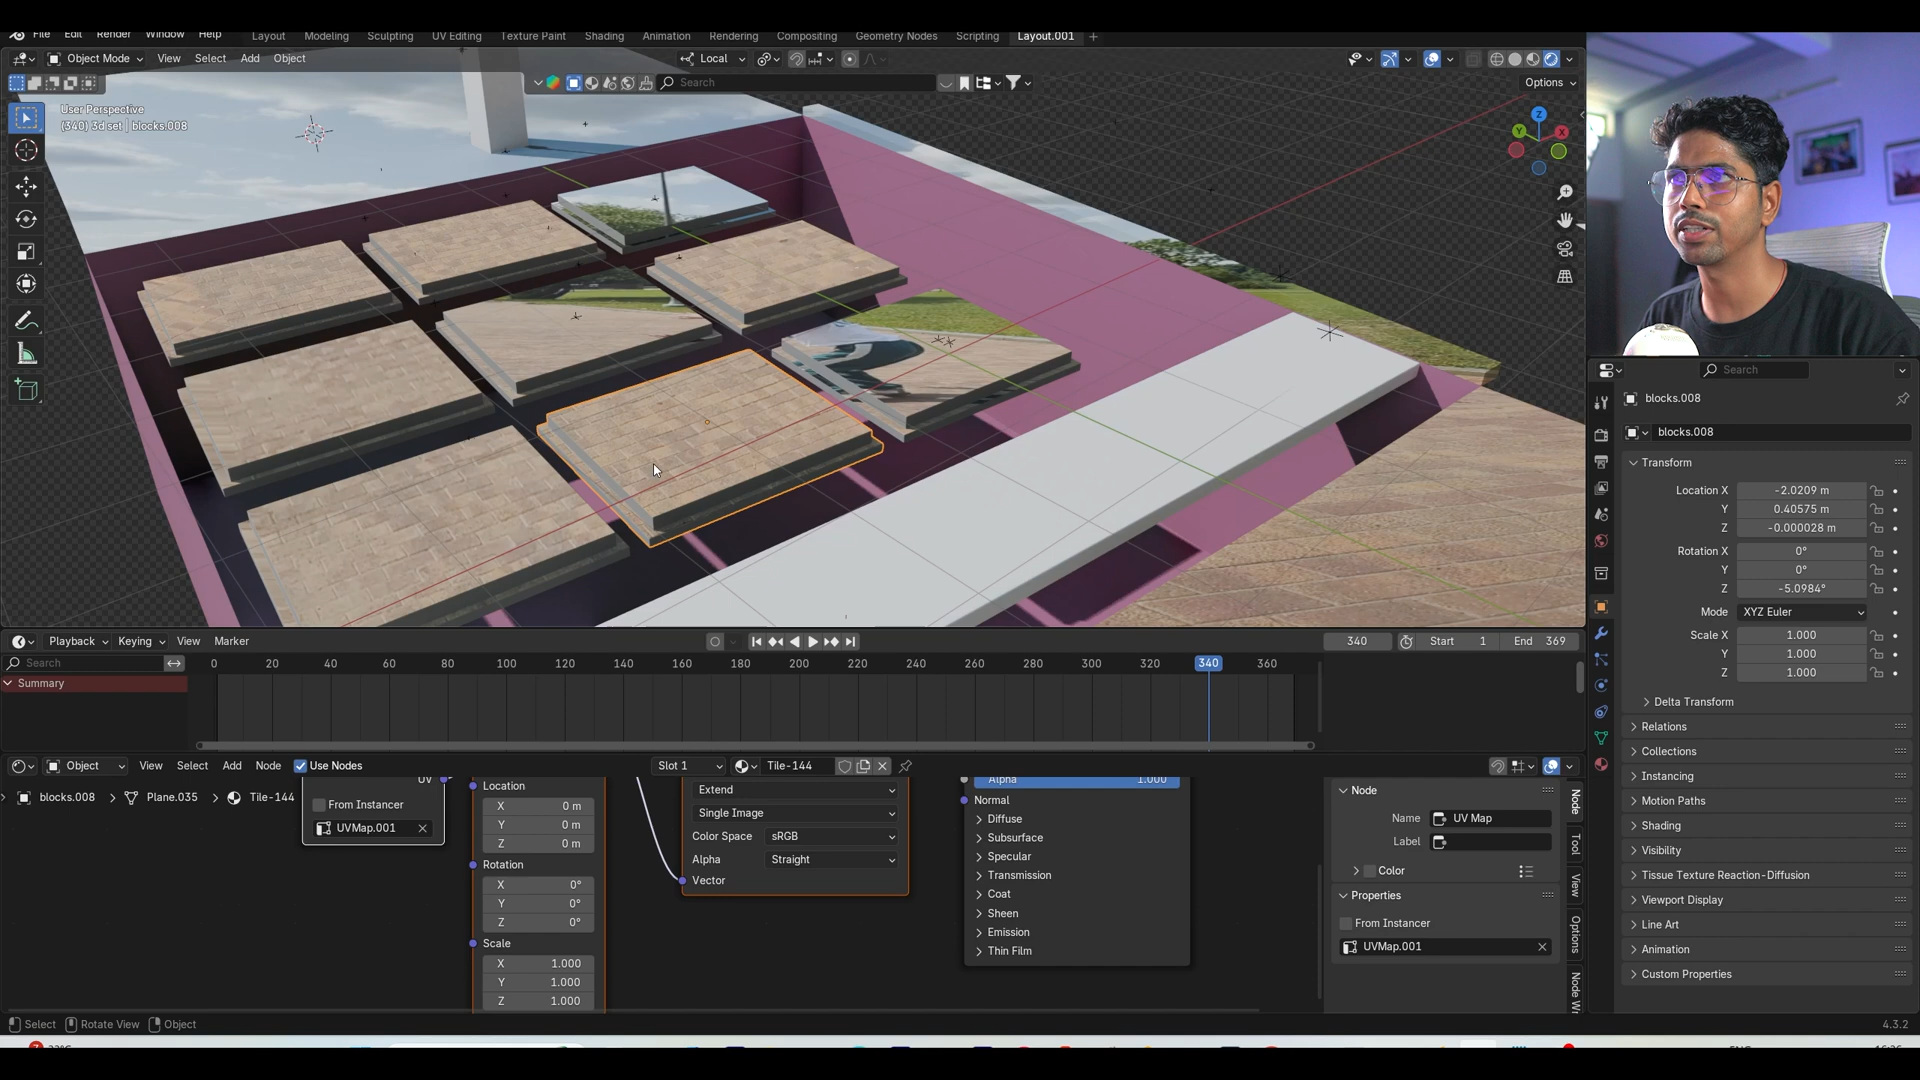 File Edit Render Window Help Layout Modeling Sculpting UV Editing Texture Paint Shading Animation Rendering Compositing Geometry Nodes Scripting Layout.001 +
Object Mode View Select Add Object Local
Search Options
User Perspective
(340) 3d set | blocks.008
Z
Y X
Search
blocks.008
blocks.008
Transform
Location X -2.0209 m
Y 0.40575 m
Z -0.000028 m
Rotation X 0°
Y 0°
Z -5.0984°
Mode XYZ Euler
Scale X 1.000
Y 1.000
Z 1.000
Delta Transform
Relations
Collections
Instancing
Motion Paths
Shading
Visibility
Tissue Texture Reaction-Diffusion
Viewport Display
Line Art
Animation
Custom Properties
Playback Keying View Marker 340 Start 1 End 369
Search 0 20 40 60 80 100 120 140 160 180 200 220 240 260 280 300 320 340 360
Summary
Object View Select Add Node Use Nodes Slot 1 Tile-144
blocks.008 > Plane.035 > Tile-144
UV
From Instancer
UVMap.001
Location
X 0 m
Y 0 m
Z 0 m
Rotation
X 0°
Y 0°
Z 0°
Scale
X 1.000
Y 1.000
Z 1.000
Extend
Single Image
Color Space sRGB
Alpha Straight
Vector
Alpha 1.000
Normal
Diffuse
Subsurface
Specular
Transmission
Coat
Sheen
Emission
Thin Film
Node
Name UV Map
Label
Color
Properties
From Instancer
UVMap.001
Node
Tool
View
Options
Node W
Select Rotate View Object 4.3.2